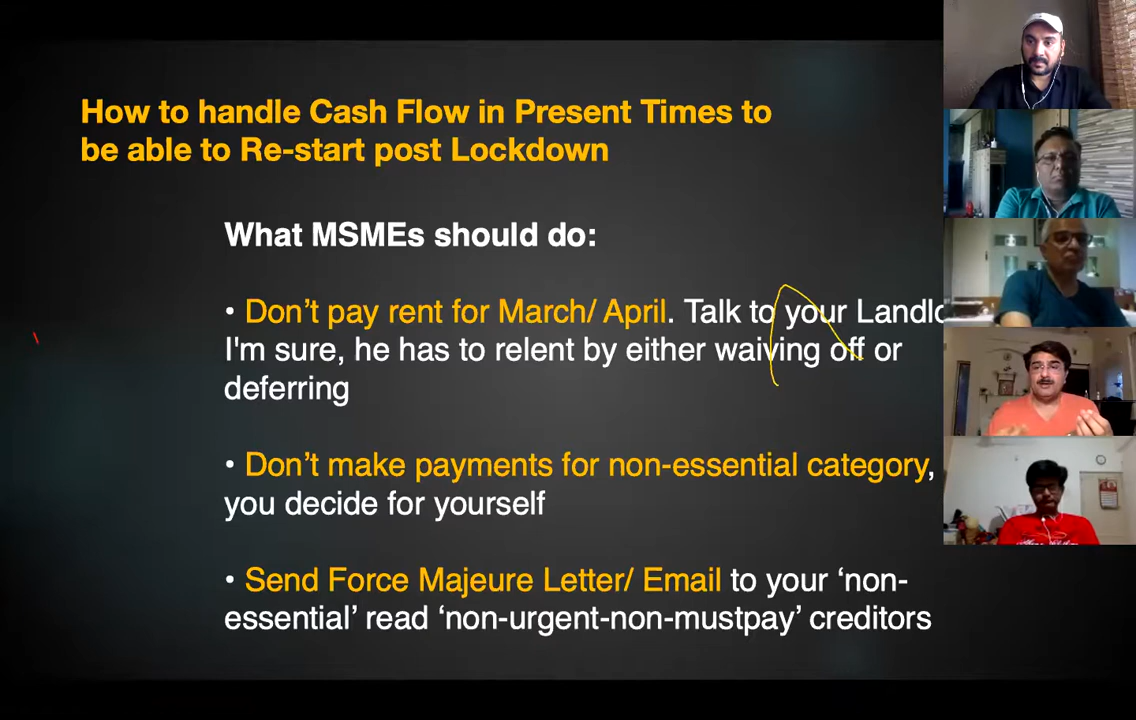 How to handle Cash Flow in Present Times to
be able to Re-start post Lockdown
What MSMEs should do:
• Don't pay rent for March/ April. Talk to your Landlo
I'm sure, he has to relent by either waiving off or
deferring
• Don't make payments for non-essential category,
you decide for yourself
• Send Force Majeure Letter/ Email to your ‘non-
essential’ read ‘non-urgent-non-mustpay’ creditors